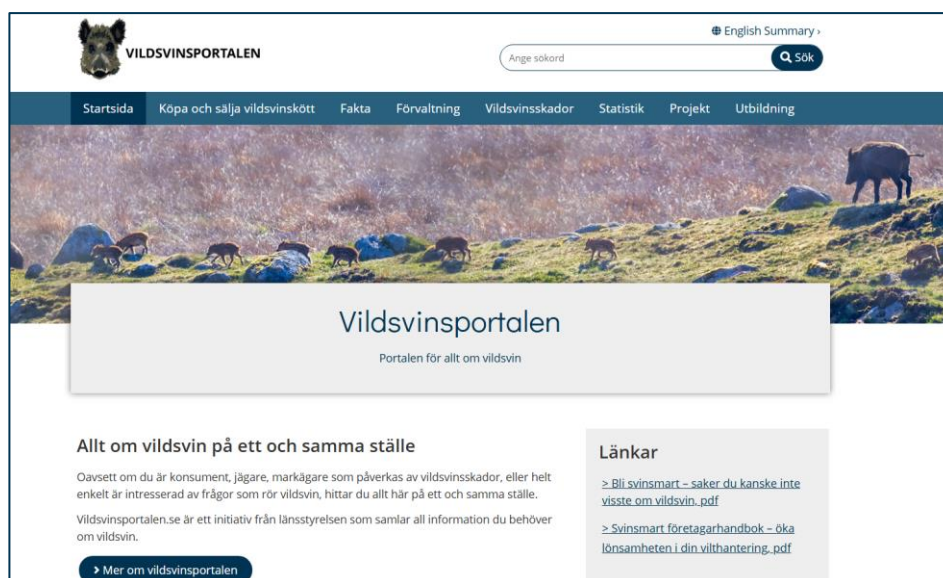 VILDSVINSPORTALEN
English Summary ›
Ange sökord
Sök
Startsida Köpa och sälja vildsvinskött Fakta Förvaltning Vildsvinsskador Statistik Projekt Utbildning
Vildsvinsportalen
Portalen för allt om vildsvin
Allt om vildsvin på ett och samma ställe
Oavsett om du är konsument, jägare, markägare som påverkas av vildsvinsskador, eller helt
enkelt är intresserad av frågor som rör vildsvin, hittar du allt här på ett och samma ställe.
Vildsvinsportalen.se är ett initiativ från länsstyrelsen som samlar all information du behöver
om vildsvin.
> Mer om vildsvinsportalen
Länkar
> Bli svinsmart – saker du kanske inte
visste om vildsvin, pdf
> Svinsmart företagarhandbok – öka
lönsamheten i din vilthantering, pdf